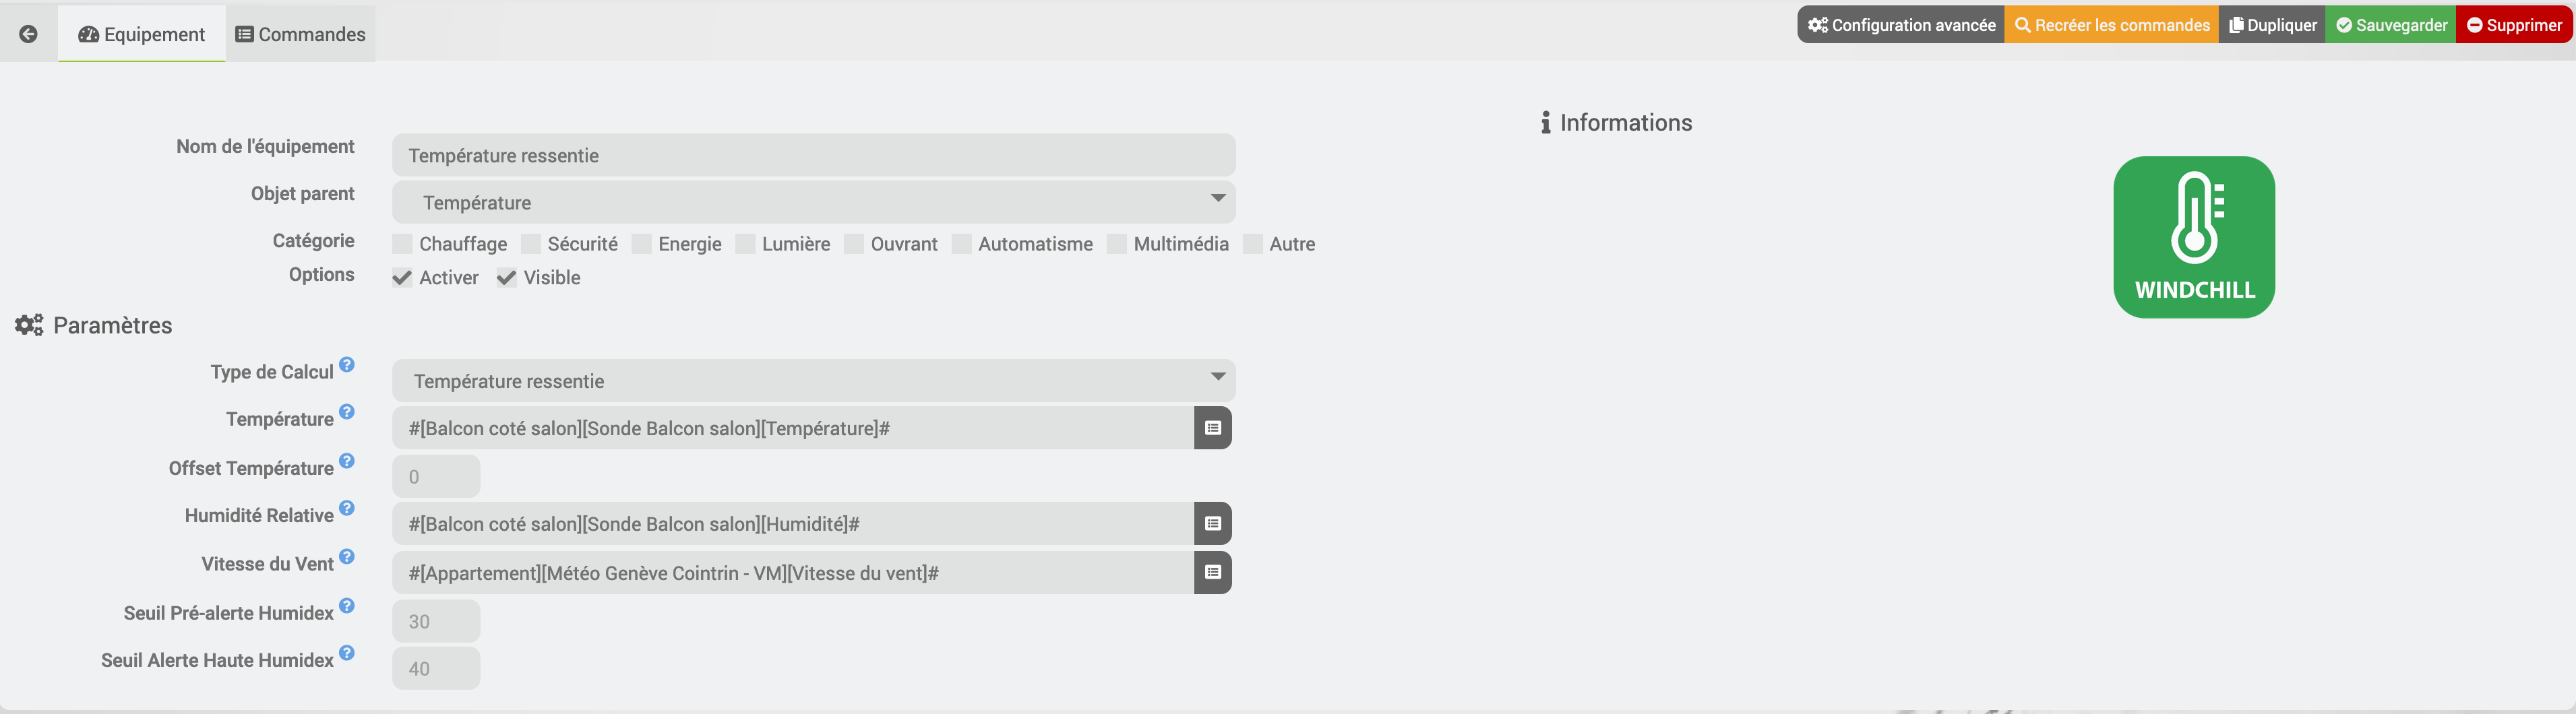 Equipement
Commandes
Configuration avancée
Recréer les commandes
Dupliquer
Sauvegarder
Supprimer
Informations
Nom de l'équipement
Température ressentie
Objet parent
Température
Catégorie
Chauffage Sécurité Energie Lumière Ouvrant Automatisme Multimédia Autre
Options
Activer Visible
WINDCHILL
Paramètres
Type de Calcul ?
Température ressentie
Température ?
#[Balcon coté salon][Sonde Balcon salon][Température]#
Offset Température ?
0
Humidité Relative ?
#[Balcon coté salon][Sonde Balcon salon][Humidité]#
Vitesse du Vent ?
#[Appartement][Météo Genève Cointrin - VM][Vitesse du vent]#
Seuil Pré-alerte Humidex ?
30
Seuil Alerte Haute Humidex ?
40